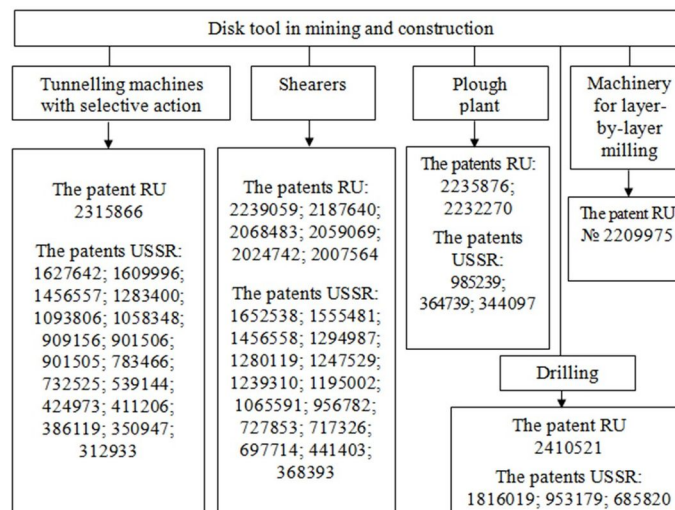 Disk tool in mining and construction
Tunnelling machines
with selective action
The patent RU
2315866
The patents USSR:
1627642; 1609996;
1456557; 1283400;
1093806; 1058348;
909156; 901506;
901505; 783466;
732525; 539144;
424973; 411206;
386119; 350947;
312933
Shearers
The patents RU:
2239059; 2187640;
2068483; 2059069;
2024742; 2007564
The patents USSR:
1652538; 1555481;
1456558; 1294987;
1280119; 1247529;
1239310; 1195002;
1065591; 956782;
727853; 717326;
697714; 441403;
368393
Plough
plant
The patents RU:
2235876;
2232270
The patents
USSR:
985239;
364739; 344097
Machinery
for layer-
by-layer
milling
The patent RU
№ 2209975
Drilling
The patent RU
2410521
The patents USSR:
1816019; 953179; 685820